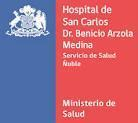 Hospital de
San Carlos
Dr. Benicio Arzola
Medina
Servicio de Salud
Ñuble
Ministerio de
Salud